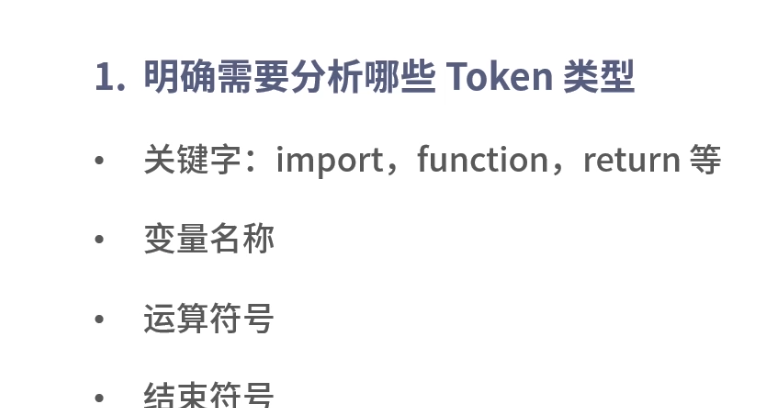 1. 明确需要分析哪些 Token 类型
• 关键字：import，function，return 等
• 变量名称
• 运算符号
• 结束符号